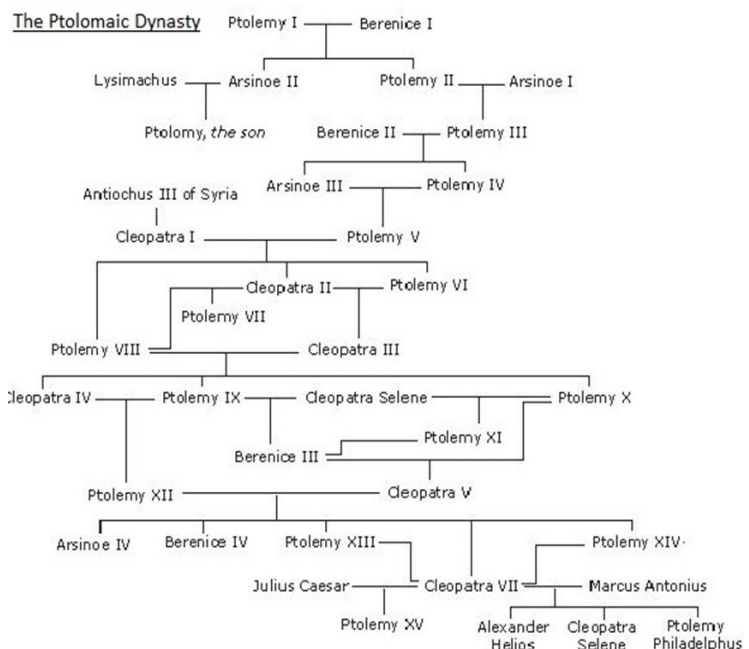 The Ptolomaic Dynasty
Ptolemy I Berenice I
Lysimachus Arsinoe II Ptolemy II Arsinoe I
Ptolomy, the son Berenice II Ptolemy III
Arsinoe III Ptolemy IV
Antiochus III of Syria
Cleopatra I Ptolemy V
Cleopatra II Ptolemy VI
Ptolemy VII
Ptolemy VIII Cleopatra III
Cleopatra IV Ptolemy IX Cleopatra Selene Ptolemy X
Ptolemy XI
Berenice III
Ptolemy XII Cleopatra V
Arsinoe IV Berenice IV Ptolemy XIII Ptolemy XIV
Julius Caesar Cleopatra VII Marcus Antonius
Ptolemy XV
Alexander Cleopatra Ptolemy
Helios Selene Philadelphus